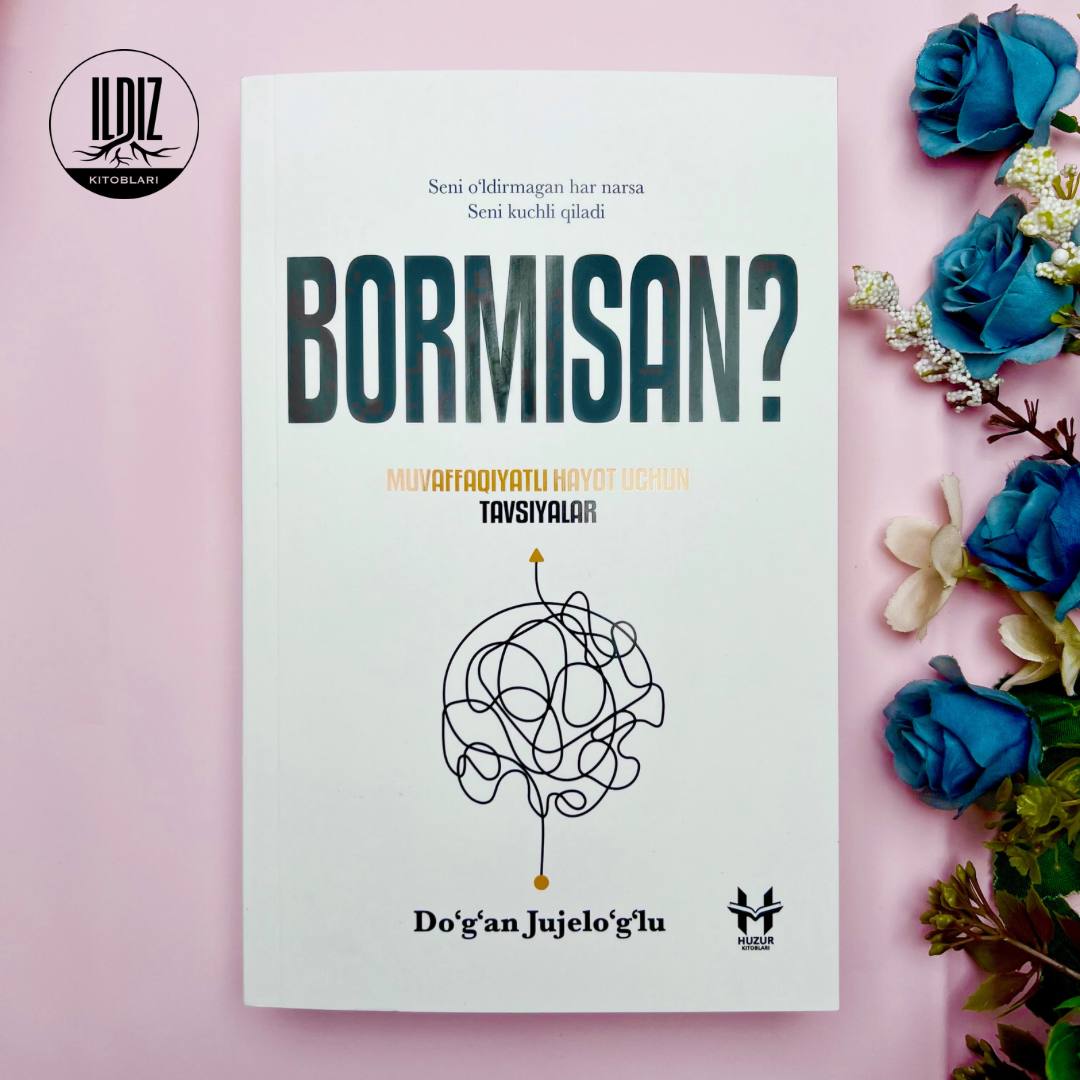 ILDIZ
KITOBLARI
Seni o‘ldirmagan har narsa
Seni kuchli qiladi
BORMISAN?
MUVAFFAQIYATLI HAYOT UCHUN
TAVSIYALAR
Do‘g‘an Jujelo‘g‘lu
HUZUR
KITOBLARI